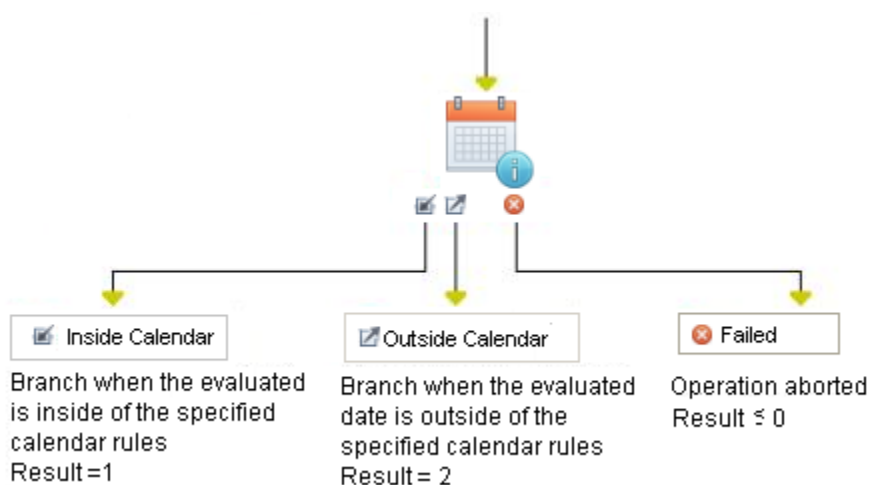 Inside Calendar
Outside Calendar
Failed
Branch when the evaluated
is inside of the specified
calendar rules
Result =1
Branch when the evaluated
date is outside of the
specified calendar rules
Result = 2
Operation aborted
Result ≤ 0